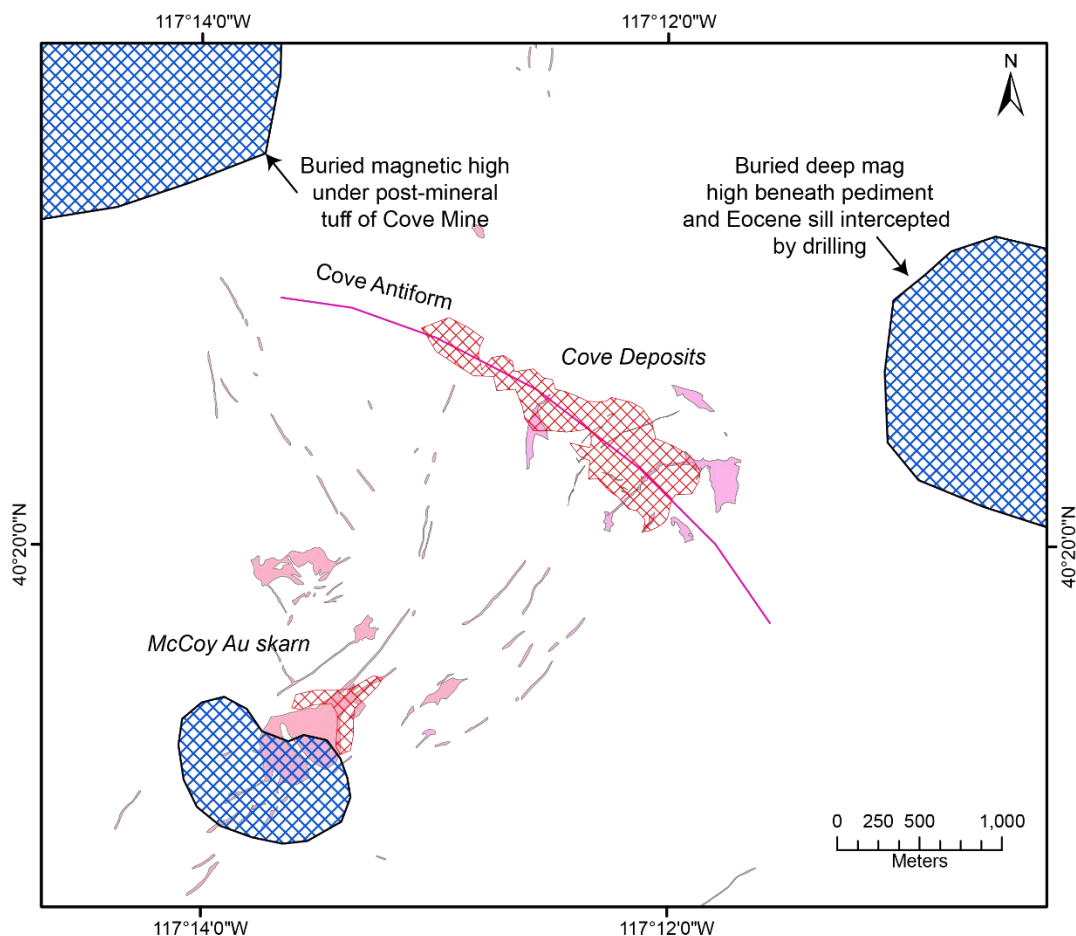 117°14'0"W
117°12'0"W
N
Buried magnetic high
under post-mineral
tuff of Cove Mine
Buried deep mag
high beneath pediment
and Eocene sill intercepted
by drilling
Cove Antiform
Cove Deposits
40°20'0"N
40°20'0"N
McCoy Au skarn
0 250 500 1,000
Meters
117°14'0"W
117°12'0"W